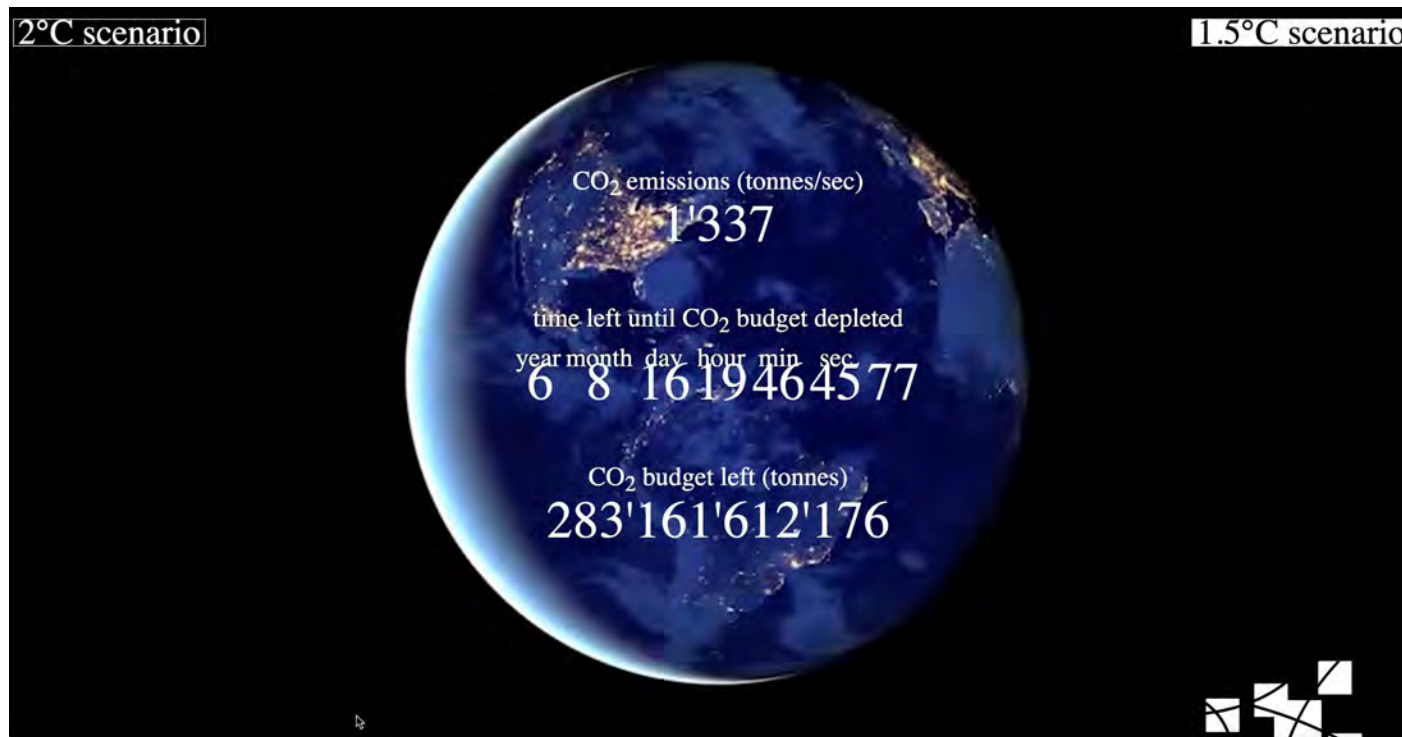 2°C scenario
1.5°C scenario
CO₂ emissions (tonnes/sec)
1'337
time left until CO₂ budget depleted
year month day hour min sec
6 8 16 19 46 45 77
CO₂ budget left (tonnes)
283'161'612'176